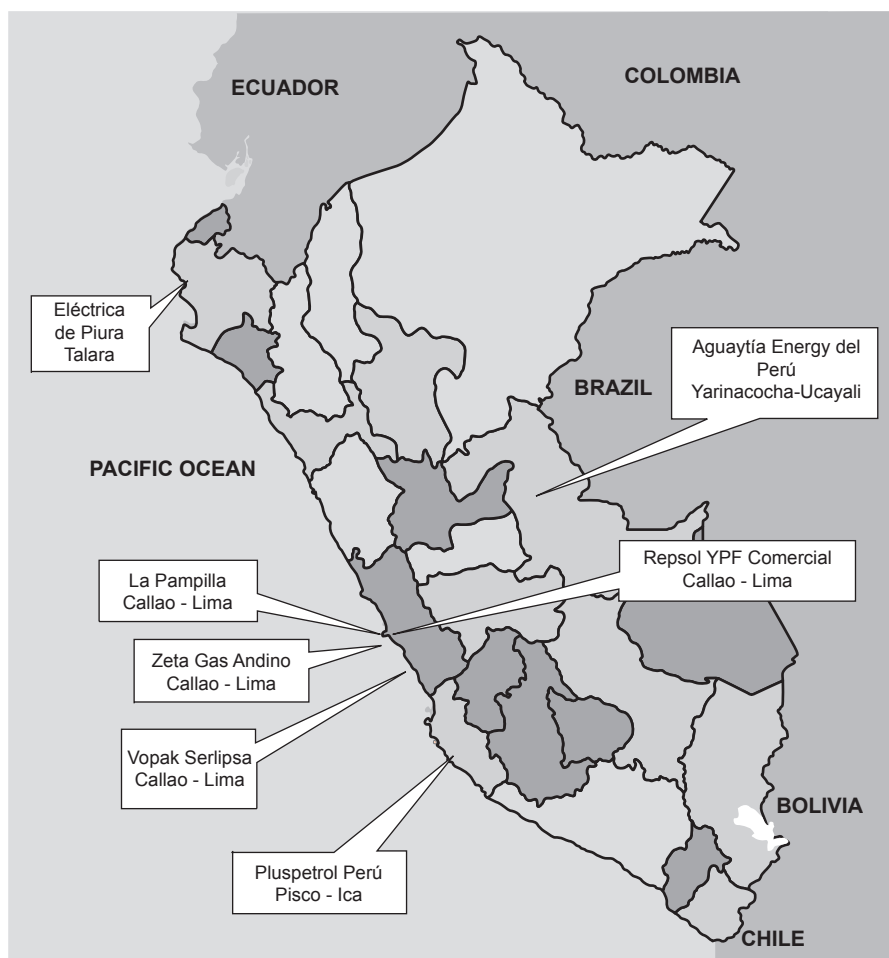 COLOMBIA
ECUADOR
Eléctrica
de Piura
Talara
Aguaytía Energy del
Perú
Yarinacocha-Ucayali
BRAZIL
PACIFIC OCEAN
Repsol YPF Comercial
Callao - Lima
La Pampilla
Callao - Lima
Zeta Gas Andino
Callao - Lima
Vopak Serlipsa
Callao - Lima
BOLIVIA
Pluspetrol Perú
Pisco - Ica
CHILE